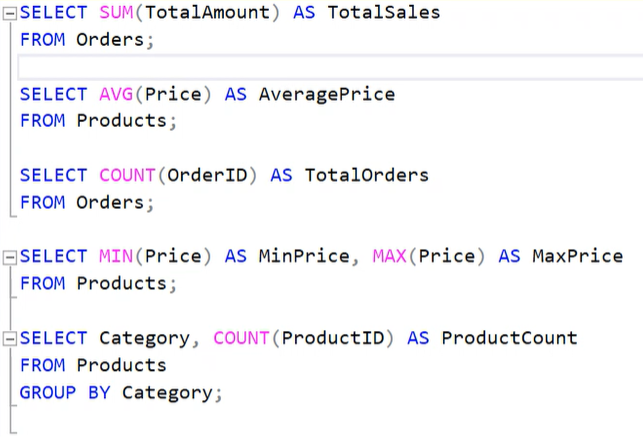 SELECT SUM(TotalAmount) AS TotalSales
FROM Orders;
SELECT AVG(Price) AS AveragePrice
FROM Products;
SELECT COUNT(OrderID) AS TotalOrders
FROM Orders;
SELECT MIN(Price) AS MinPrice, MAX(Price) AS MaxPrice
FROM Products;
SELECT Category, COUNT(ProductID) AS ProductCount
FROM Products
GROUP BY Category;